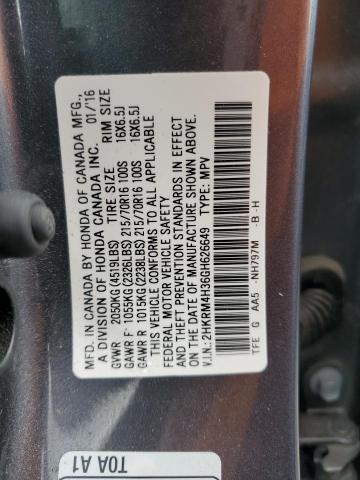 MFD. IN CANADA BY HONDA OF CANADA MFG.,
A DIVISION OF HONDA CANADA INC. 01/'16
TIRE SIZE RIM SIZE
GVWR 2050KG (4519LBS)
GAWR F 1055KG (2326LBS) 215/70R16 100S 16X6.5J
GAWR R 1015KG (2238LBS) 215/70R16 100S 16X6.5J
THIS VEHICLE CONFORMS TO ALL APPLICABLE
FEDERAL MOTOR VEHICLE SAFETY STANDARDS IN EFFECT
ON THE DATE OF MANUFACTURE SHOWN ABOVE.
V.I.N.: 2HKRM4H36GH626649 TYPE: MPV
TFE G AA5 NH797M -B-H
T0A A1